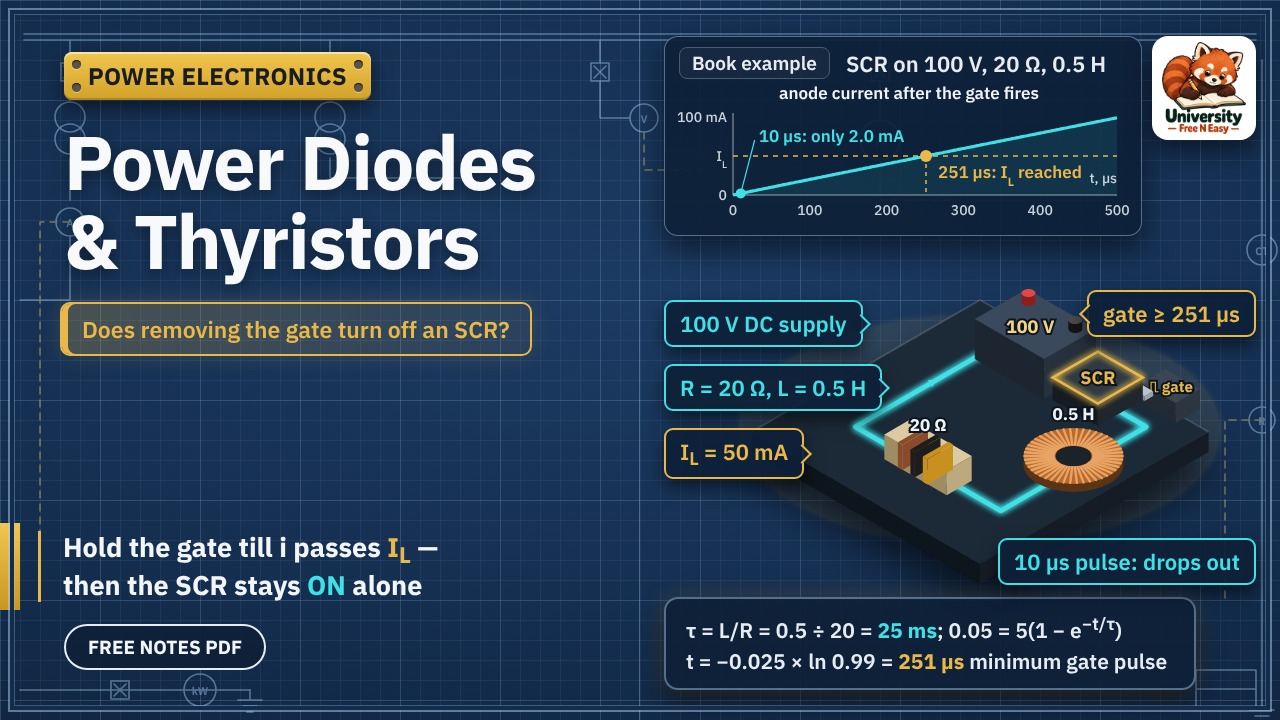 POWER ELECTRONICS
Power Diodes
& Thyristors
Does removing the gate turn off an SCR?
Hold the gate till i passes I_L —
then the SCR stays ON alone
FREE NOTES PDF
kW
Book example
SCR on 100 V, 20 Ω, 0.5 H
anode current after the gate fires
100 mA
10 µs: only 2.0 mA
I_L
251 µs: I_L reached
t, µs
0
0 100 200 300 400 500
University
Free N Easy
V
100 V DC supply
R = 20 Ω, L = 0.5 H
I_L = 50 mA
gate ≥ 251 µs
100 V
SCR
gate
0.5 H
20 Ω
10 µs pulse: drops out
τ = L/R = 0.5 ÷ 20 = 25 ms; 0.05 = 5(1 − e^−t/τ)
t = −0.025 × ln 0.99 = 251 µs minimum gate pulse